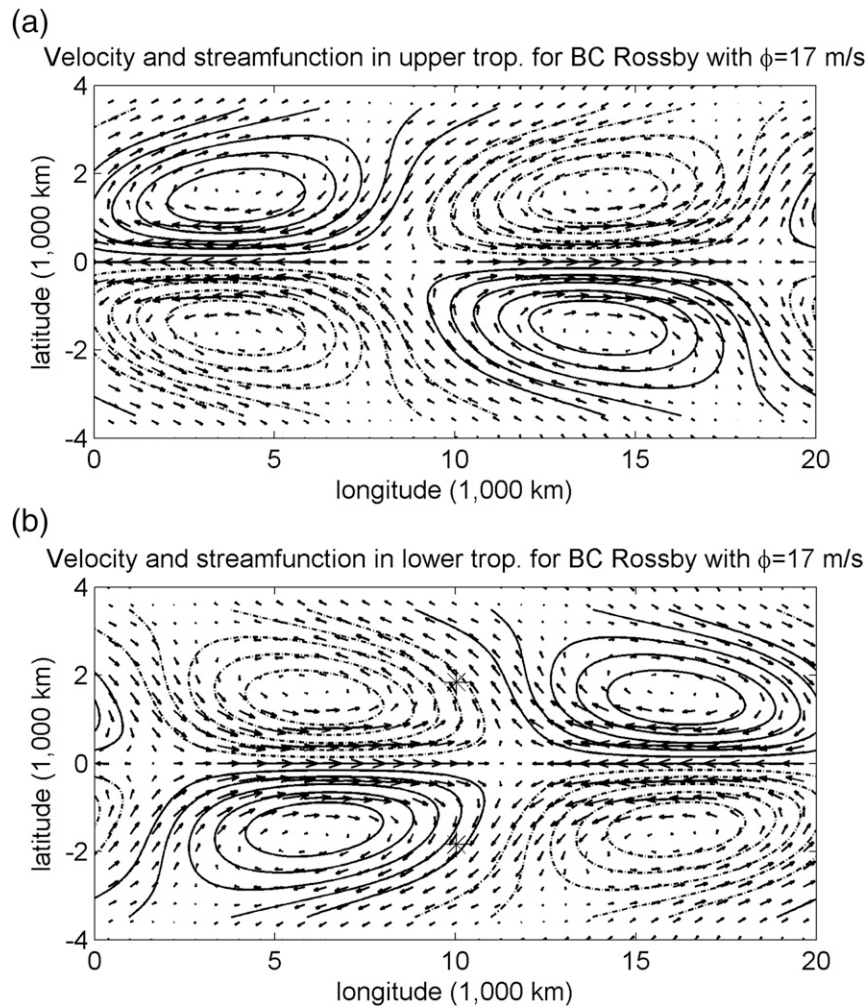 (a)
Velocity and streamfunction in upper trop. for BC Rossby with ϕ=17 m/s
4
2
0
-2
-4
latitude (1,000 km)
0 5 10 15 20
longitude (1,000 km)
(b)
Velocity and streamfunction in lower trop. for BC Rossby with ϕ=17 m/s
4
2
0
-2
-4
latitude (1,000 km)
0 5 10 15 20
longitude (1,000 km)